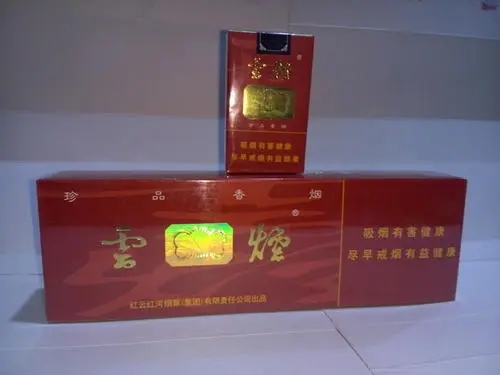 雲烟
®
吸烟有害健康
尽早戒烟有益健康
珍品香烟
雲烟
®
红云红河烟草(集团)有限责任公司出品
吸烟有害健康
尽早戒烟有益健康